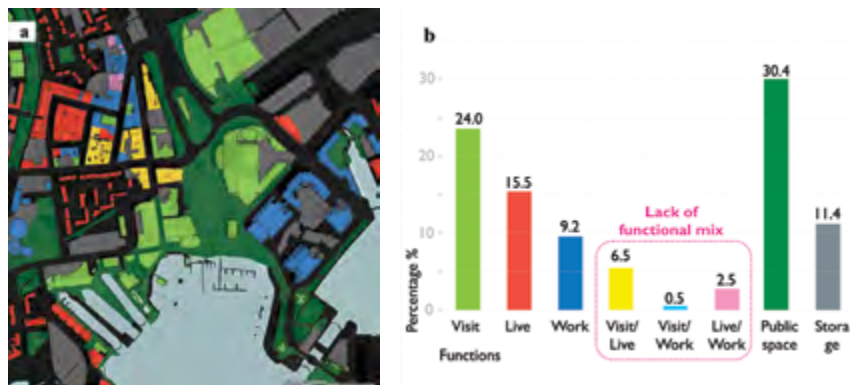 a
b
30
20
10
0
Percentage %
24.0
15.5
9.2
Lack of
functional mix
6.5
0.5
2.5
30.4
11.4
Visit
Live
Work
Visit/
Live
Visit/
Work
Live/
Work
Public
space
Stora
ge
Functions